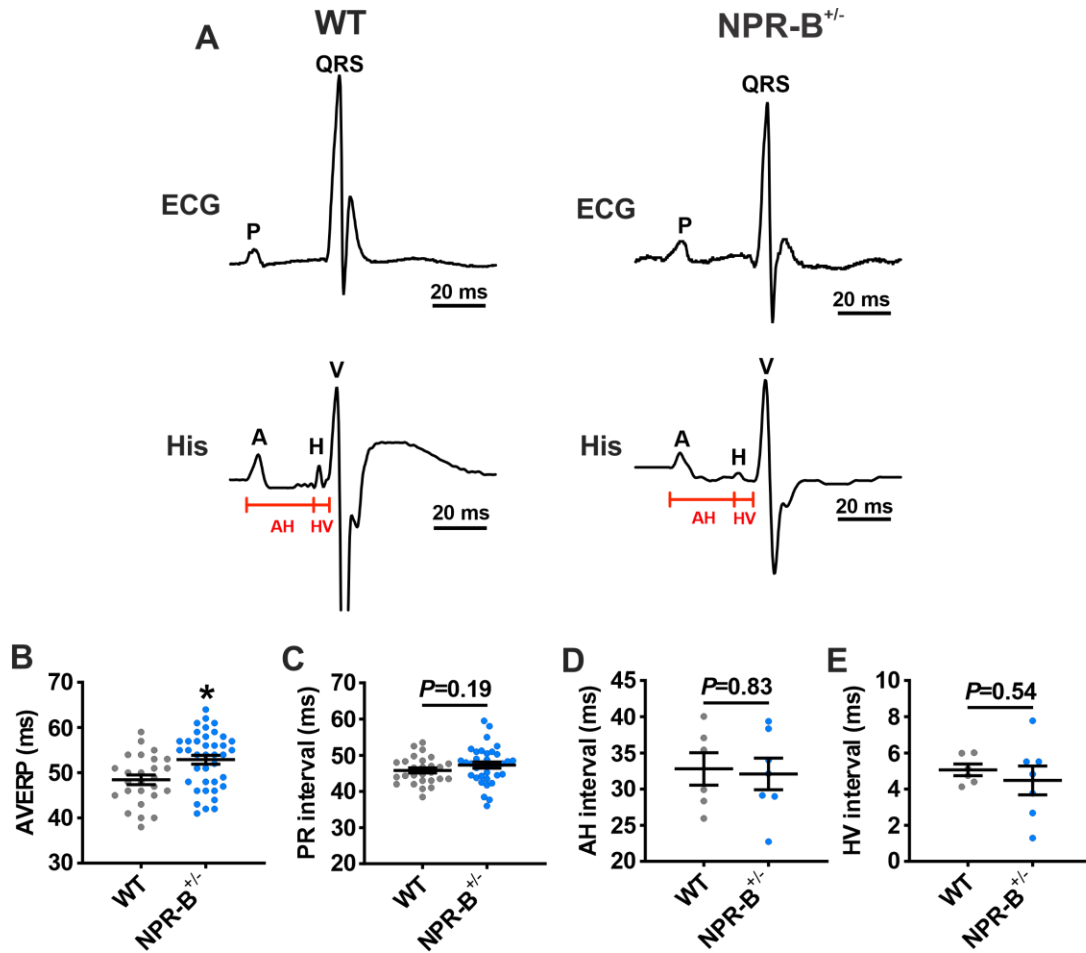 A
WT
NPR-B+/-
QRS
QRS
ECG
P
20 ms
ECG
P
20 ms
His
A
H
V
AH
HV
20 ms
His
A
H
V
AH
HV
20 ms
B
AVERP (ms)
70
60
50
40
30
*
WT
NPR-B+/-
C
PR interval (ms)
70
60
50
40
30
20
P=0.19
WT
NPR-B+/-
D
AH interval (ms)
45
40
35
30
25
20
P=0.83
WT
NPR-B+/-
E
HV interval (ms)
10
8
6
4
2
0
P=0.54
WT
NPR-B+/-